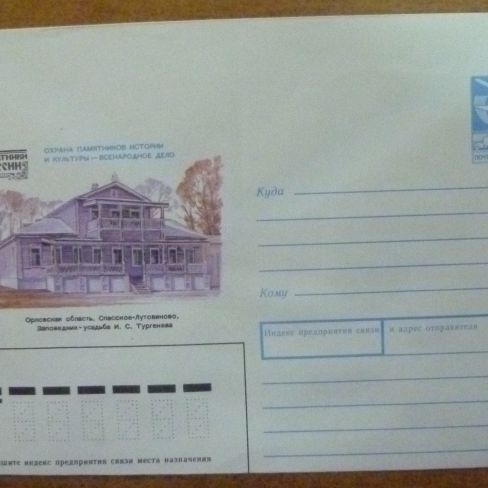 ОХРАНА ПАМЯТНИКОВ ИСТОРИИ
И КУЛЬТУРЫ — ВСЕНАРОДНОЕ ДЕЛО
Орловская область. Спасское-Лутовиново.
Заповедник-усадьба И. С. Тургенева
Куда
Кому
Индекс предприятия связи
и адрес отправителя
индекс предприятия связи места назначения